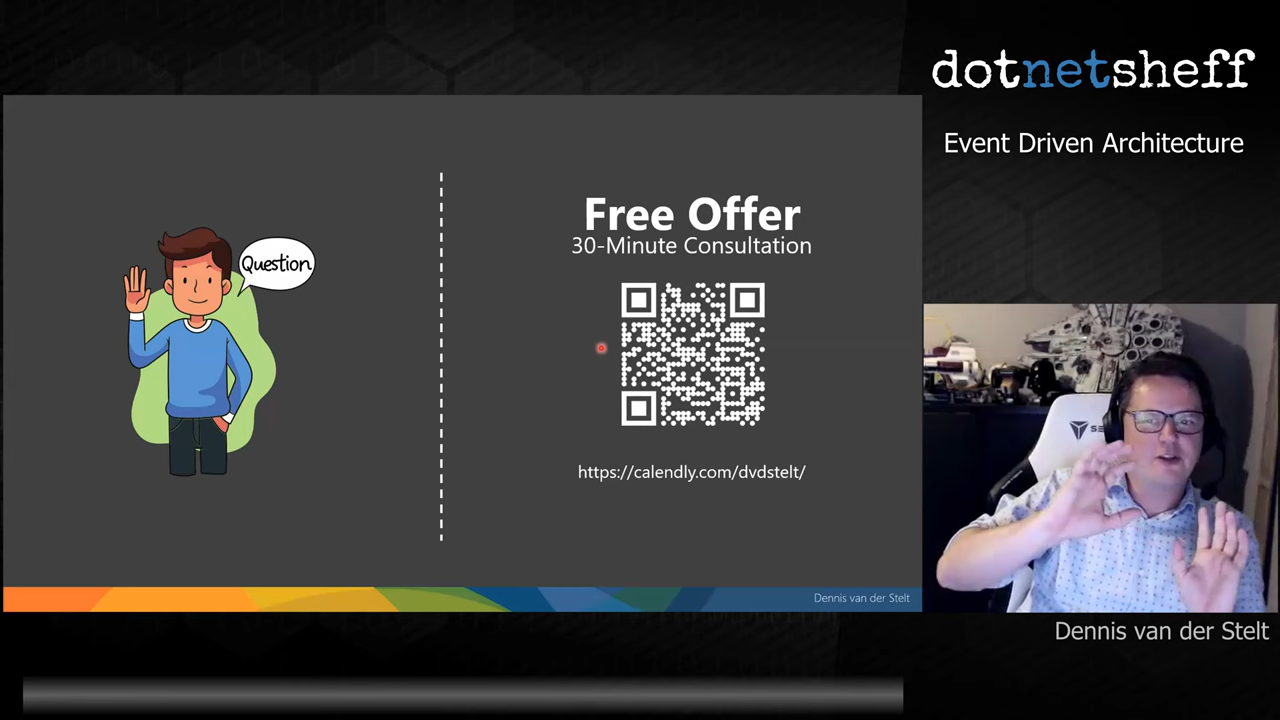 dotnetsheff
Event Driven Architecture
Question
Free Offer
30-Minute Consultation
https://calendly.com/dvdstelt/
Dennis van der Stelt
Dennis van der Stelt